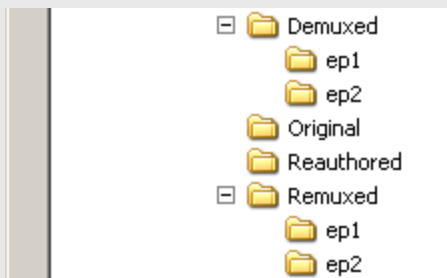 Demuxed
ep1
ep2
Original
Reauthored
Remuxed
ep1
ep2